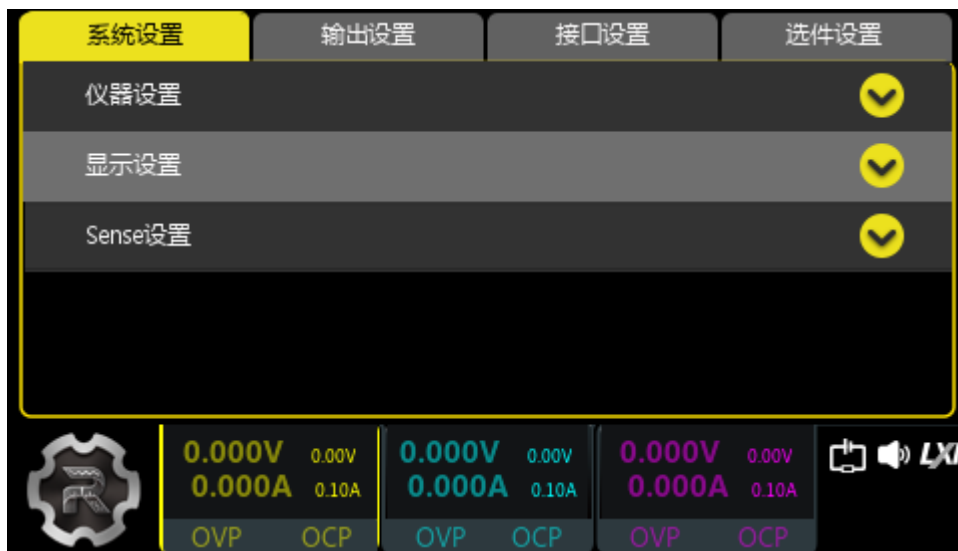 系统设置 输出设置 接口设置 选件设置
仪器设置
显示设置
Sense设置
0.000V 0.00V 0.000V 0.00V 0.000V 0.00V
0.000A 0.10A 0.000A 0.10A 0.000A 0.10A
OVP OCP OVP OCP OVP OCP